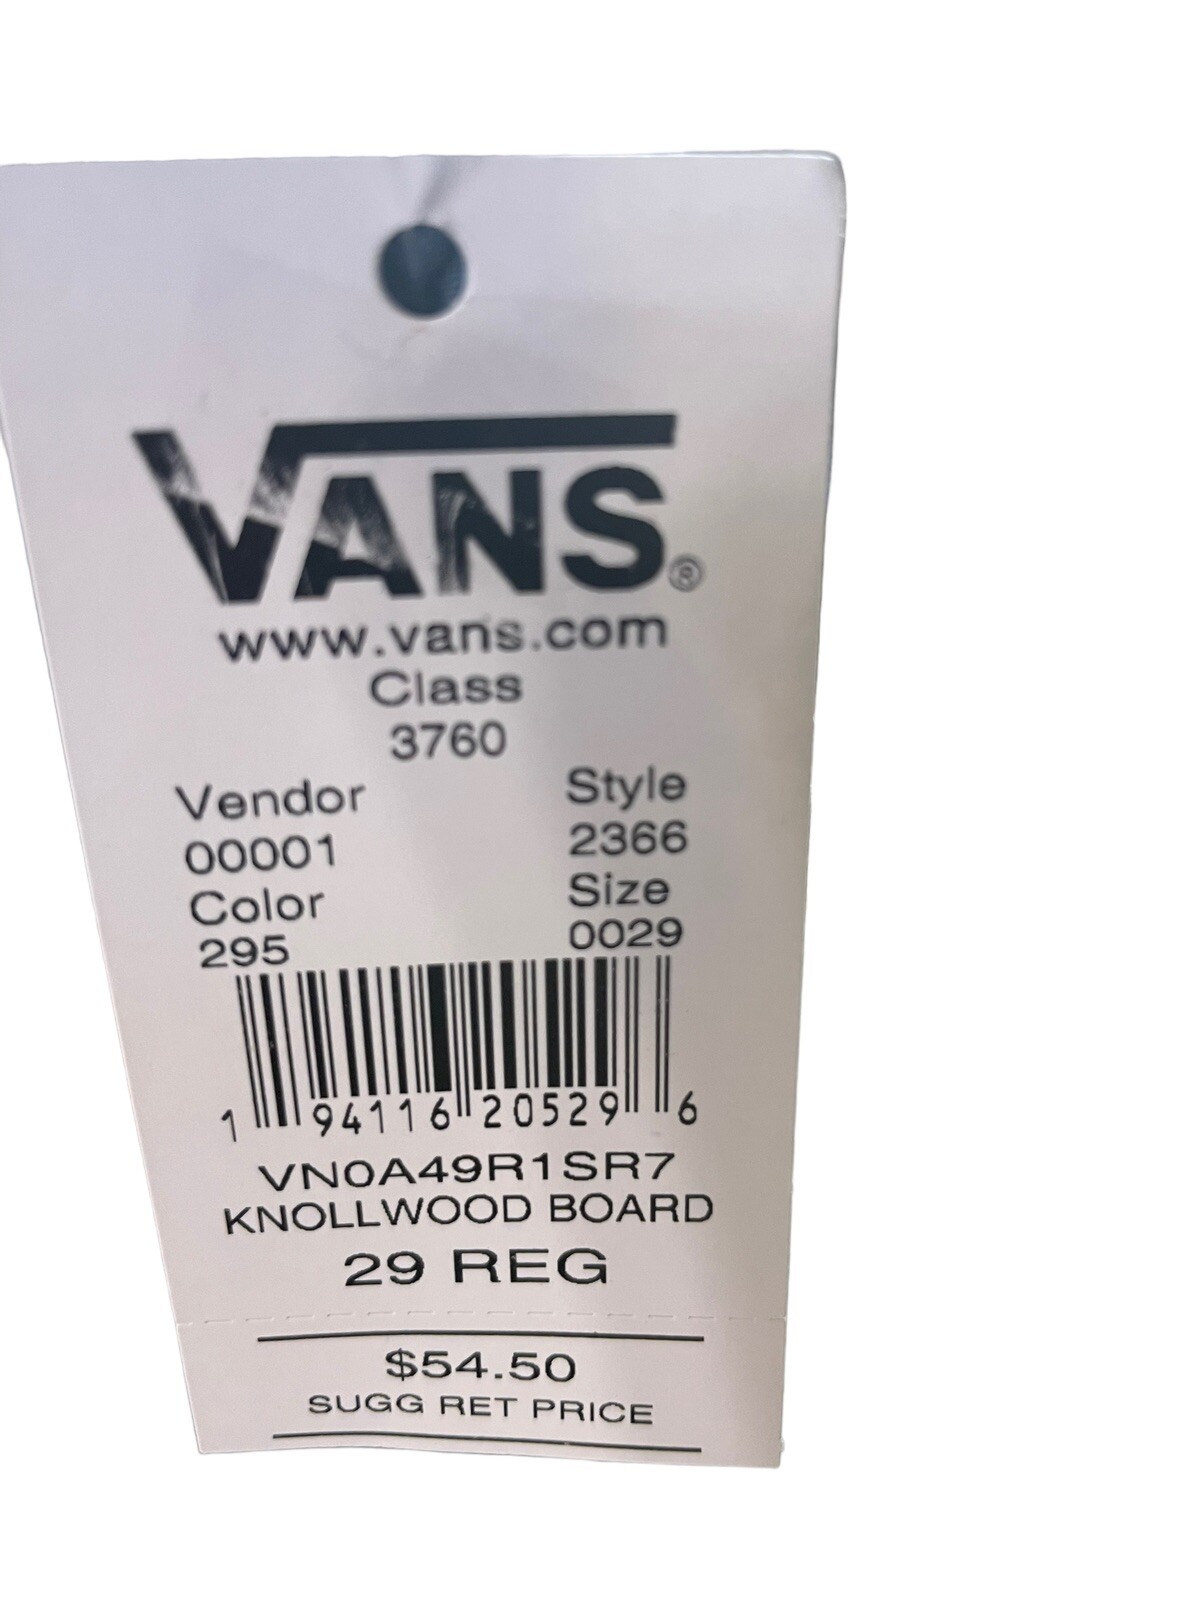 VANS®
www.vans.com
Class
3760
Vendor Style
00001 2366
Color Size
295 0029
1 94116 20529 6
VN0A49R1SR7
KNOLLWOOD BOARD
29 REG
$54.50
SUGG RET PRICE